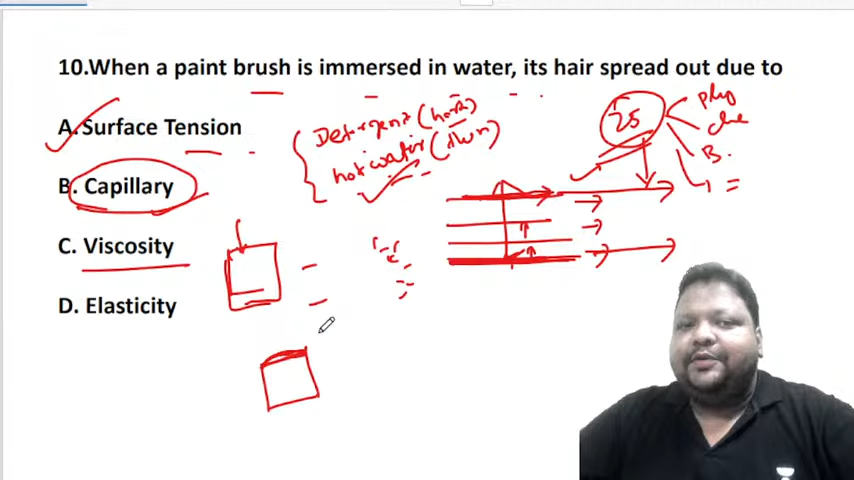 10.When a paint brush is immersed in water, its hair spread out due to
A. Surface Tension
B. Capillary
C. Viscosity
D. Elasticity
Detergent
hot water
25
B.